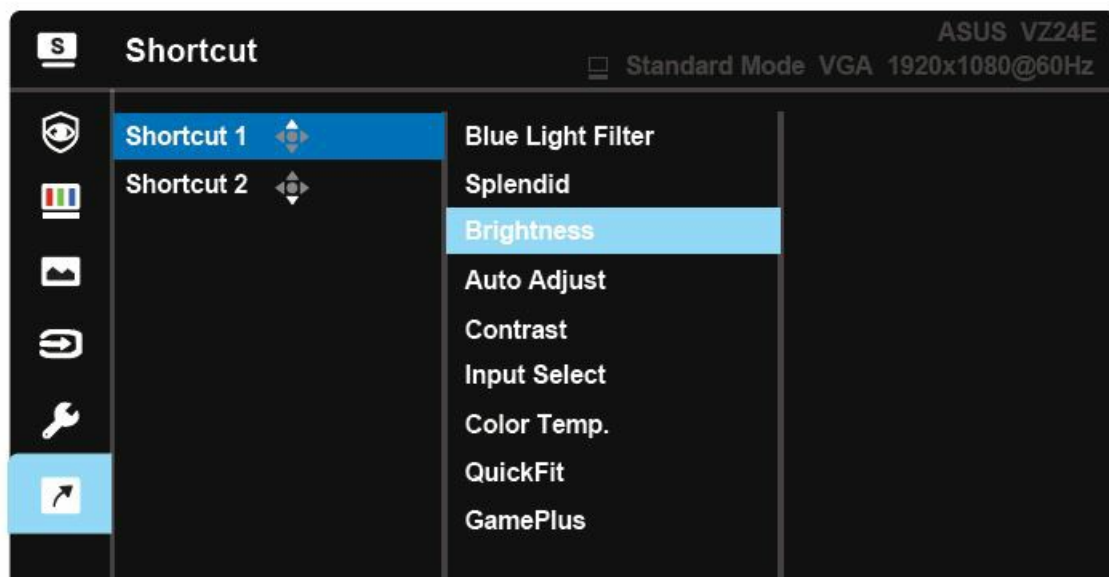 S
Shortcut
ASUS VZ24E
Standard Mode VGA 1920x1080@60Hz
Shortcut 1
Shortcut 2
Blue Light Filter
Splendid
Brightness
Auto Adjust
Contrast
Input Select
Color Temp.
QuickFit
GamePlus